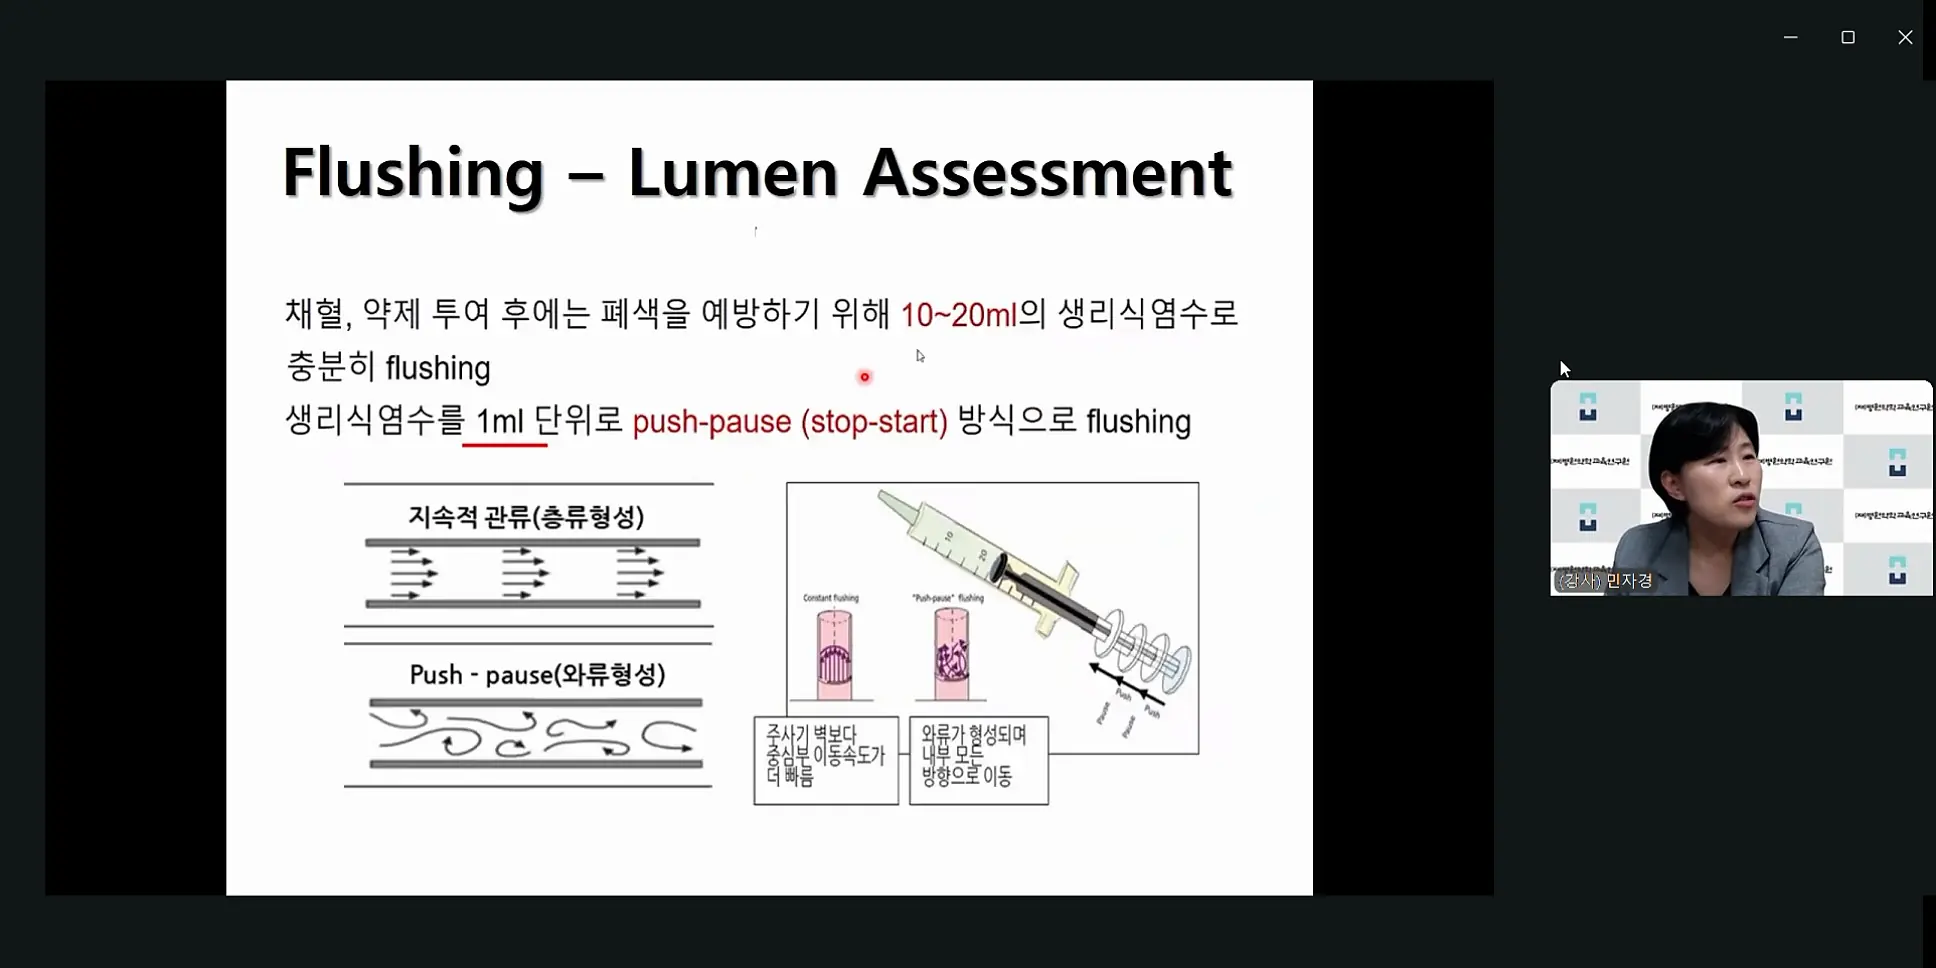 Flushing – Lumen Assessment
채혈, 약제 투여 후에는 폐색을 예방하기 위해 10~20ml의 생리식염수로
충분히 flushing
생리식염수를 1ml 단위로 push-pause (stop-start) 방식으로 flushing
지속적 관류(층류형성)
Push - pause(와류형성)
10
20
Constant flushing
"Push-pause" flushing
Push
Push
Pause
Pause
주사기 벽보다
중심부 이동속도가
더 빠름
와류가 형성되며
내부 모든
방향으로 이동
(강사) 민자경